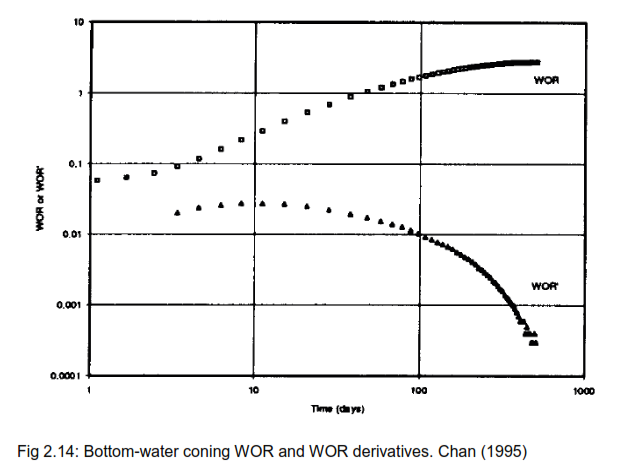 10
1
0.1
0.01
0.001
0.0001
WOR or WOR'
WOR
WOR'
1
10
100
1000
Time (days)
Fig 2.14: Bottom-water coning WOR and WOR derivatives. Chan (1995)